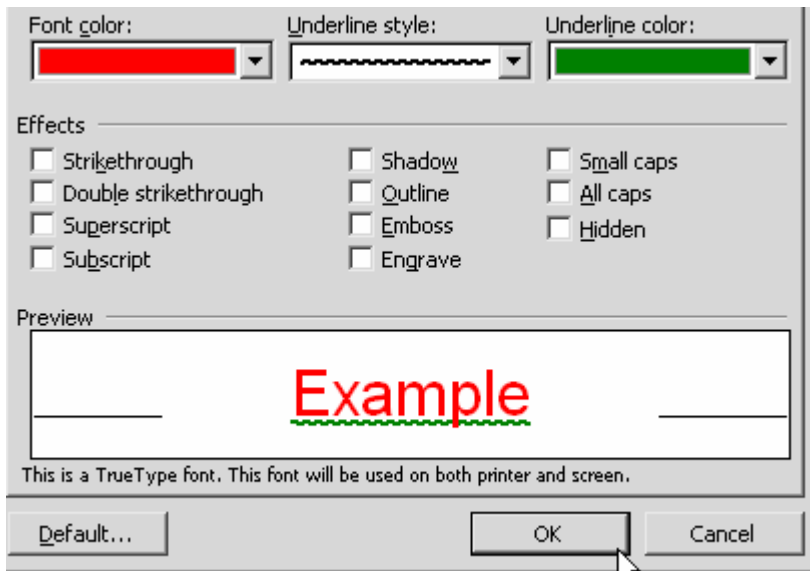 Font color: Underline style: Underline color:
Effects
Strikethrough Shadow Small caps
Double strikethrough Outline All caps
Superscript Emboss Hidden
Subscript Engrave
Preview
Example
This is a TrueType font. This font will be used on both printer and screen.
Default... OK Cancel